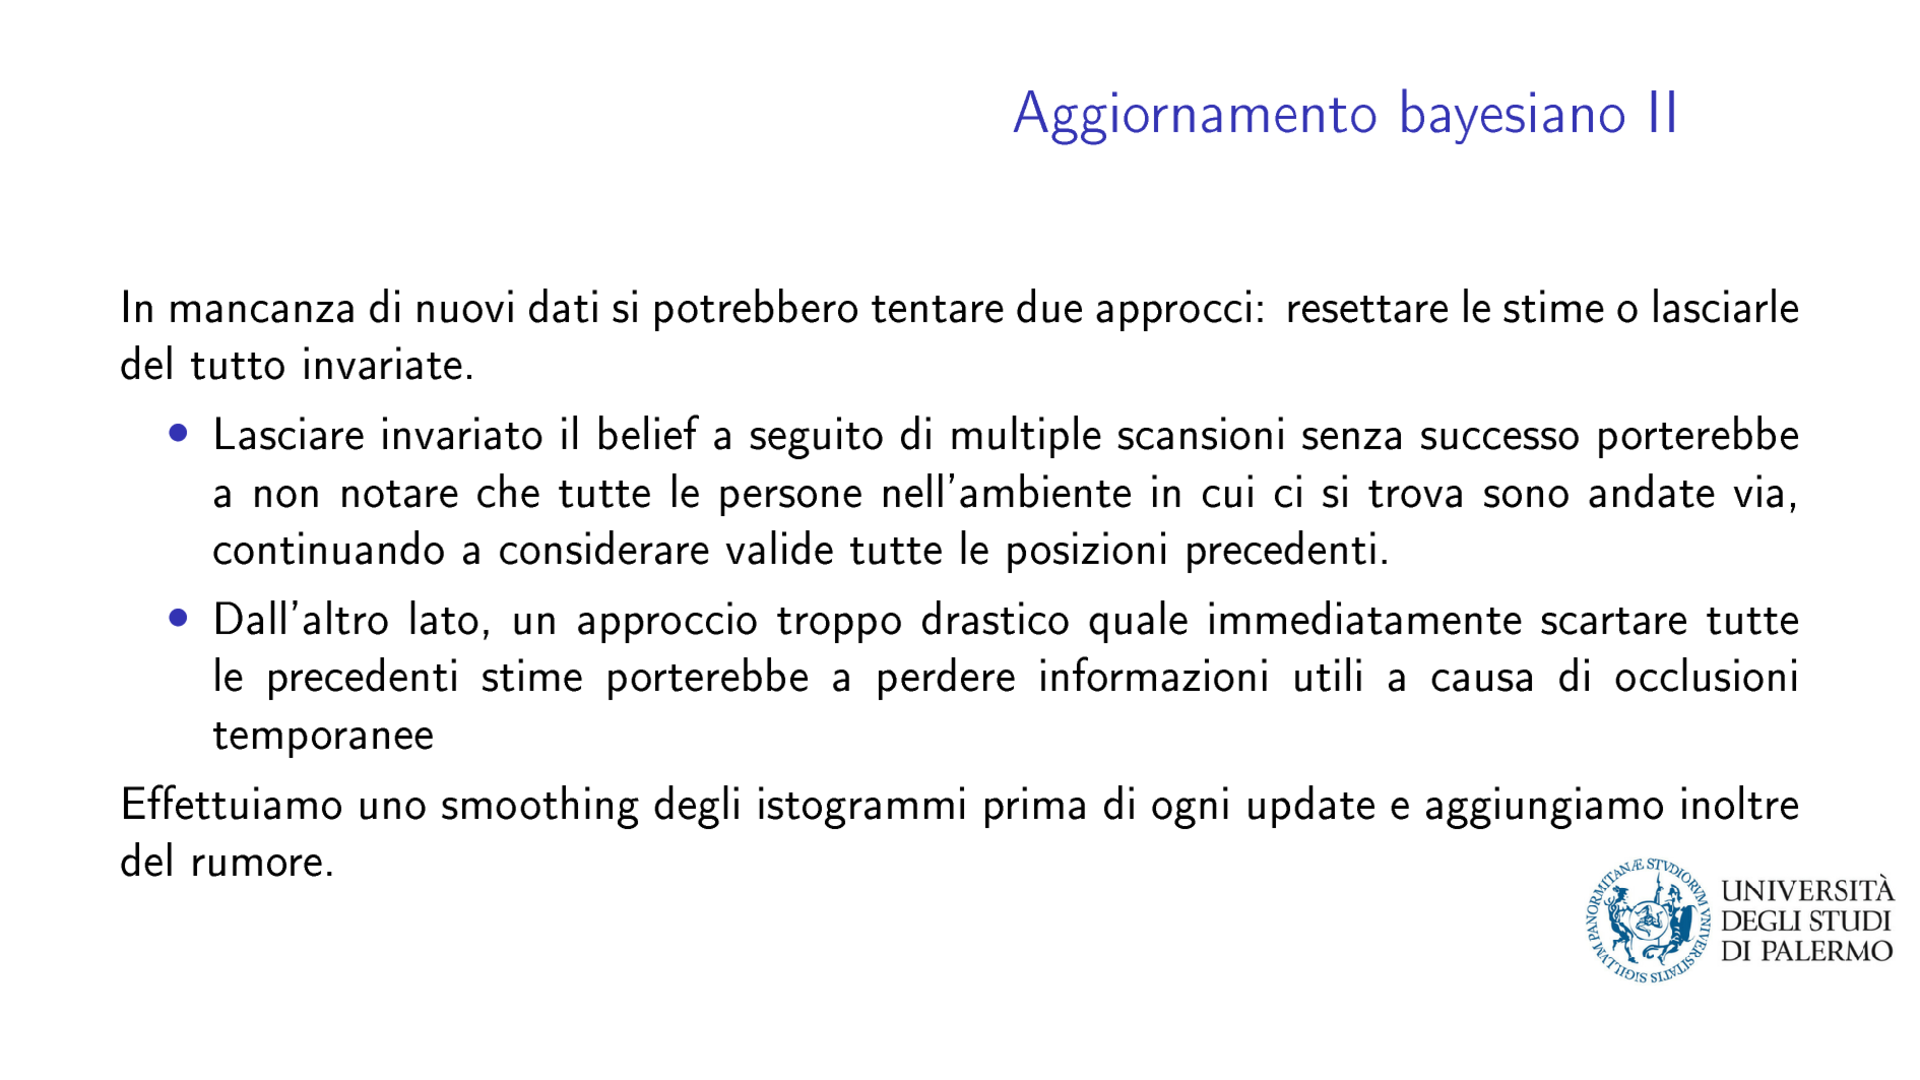 Aggiornamento bayesiano II
In mancanza di nuovi dati si potrebbero tentare due approcci: resettare le stime o lasciarle
del tutto invariate.
• Lasciare invariato il belief a seguito di multiple scansioni senza successo porterebbe
a non notare che tutte le persone nell'ambiente in cui ci si trova sono andate via,
continuando a considerare valide tutte le posizioni precedenti.
• Dall'altro lato, un approccio troppo drastico quale immediatamente scartare tutte
le precedenti stime porterebbe a perdere informazioni utili a causa di occlusioni
temporanee
Effettuiamo uno smoothing degli istogrammi prima di ogni update e aggiungiamo inoltre
del rumore.
SIGILLVM PANORMITANÆ STVDIORVM VNIVERSITATIS
UNIVERSITÀ
DEGLI STUDI
DI PALERMO